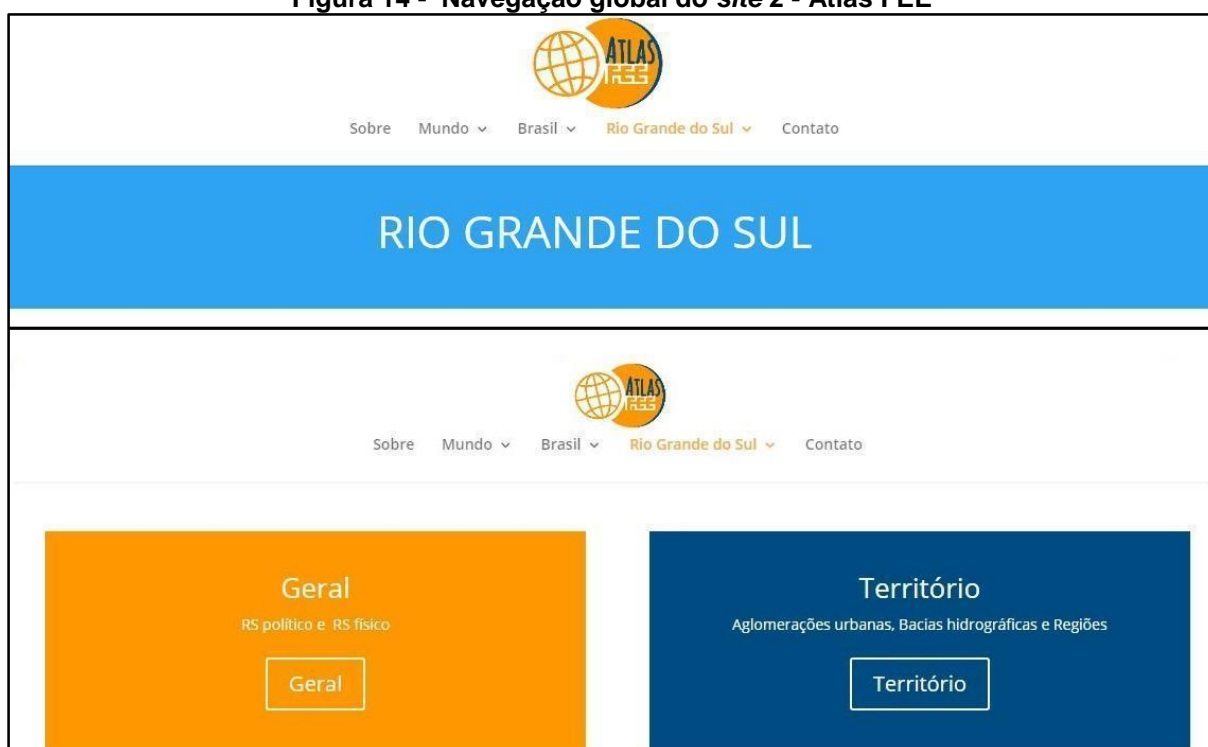 Figura 14 - Navegação global do site 2 - Atlas FEE
ATLAS
FEE
Sobre Mundo Brasil Rio Grande do Sul Contato
RIO GRANDE DO SUL
ATLAS
FEE
Sobre Mundo Brasil Rio Grande do Sul Contato
Geral
RS político e RS físico
Geral
Território
Aglomerações urbanas, Bacias hidrográficas e Regiões
Território